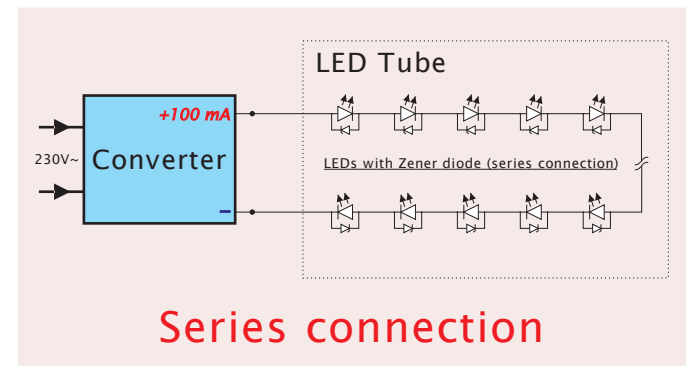 LED Tube
+100 mA
230V~
Converter
LEDs with Zener diode (series connection)
–
Series connection